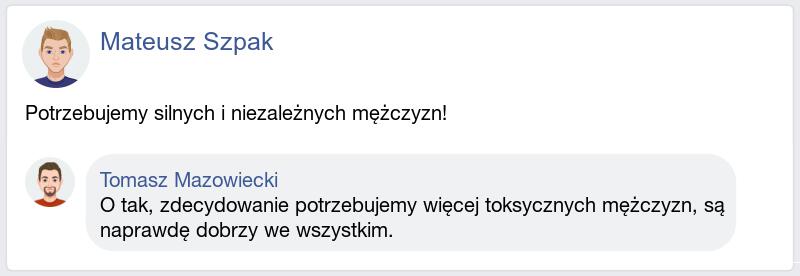 Mateusz Szpak
Potrzebujemy silnych i niezależnych mężczyzn!
Tomasz Mazowiecki
O tak, zdecydowanie potrzebujemy więcej toksycznych mężczyzn, są
naprawdę dobrzy we wszystkim.